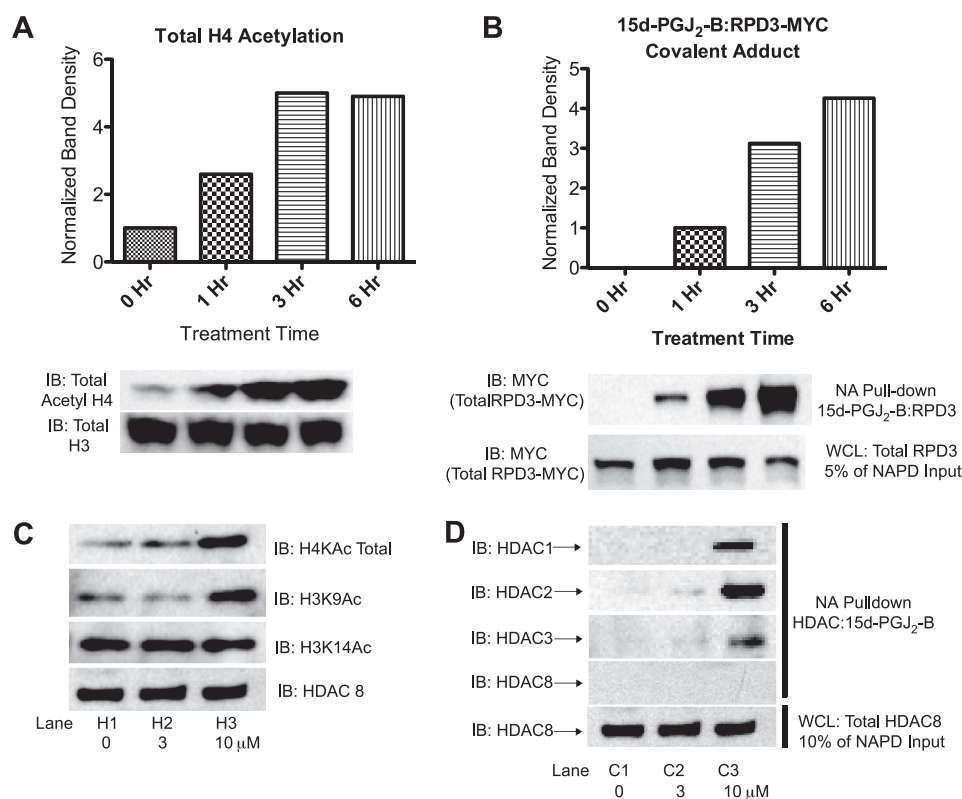 A
Total H4 Acetylation
Normalized Band Density
6
4
2
0
0 Hr
1 Hr
3 Hr
6 Hr
Treatment Time
IB: Total
Acetyl H4
IB: Total
H3
B
15d-PGJ2-B:RPD3-MYC
Covalent Adduct
Normalized Band Density
5
4
3
2
1
0
0 Hr
1 Hr
3 Hr
6 Hr
Treatment Time
IB: MYC
(TotalRPD3-MYC)
NA Pull-down
15d-PGJ2-B:RPD3
IB: MYC
(Total RPD3-MYC)
WCL: Total RPD3
5% of NAPD Input
C
IB: H4KAc Total
IB: H3K9Ac
IB: H3K14Ac
IB: HDAC 8
Lane H1 H2 H3
0 3 10 μM
D
IB: HDAC1
IB: HDAC2
IB: HDAC3
IB: HDAC8
NA Pulldown
HDAC:15d-PGJ2-B
IB: HDAC8
WCL: Total HDAC8
10% of NAPD Input
Lane C1 C2 C3
0 3 10 μM